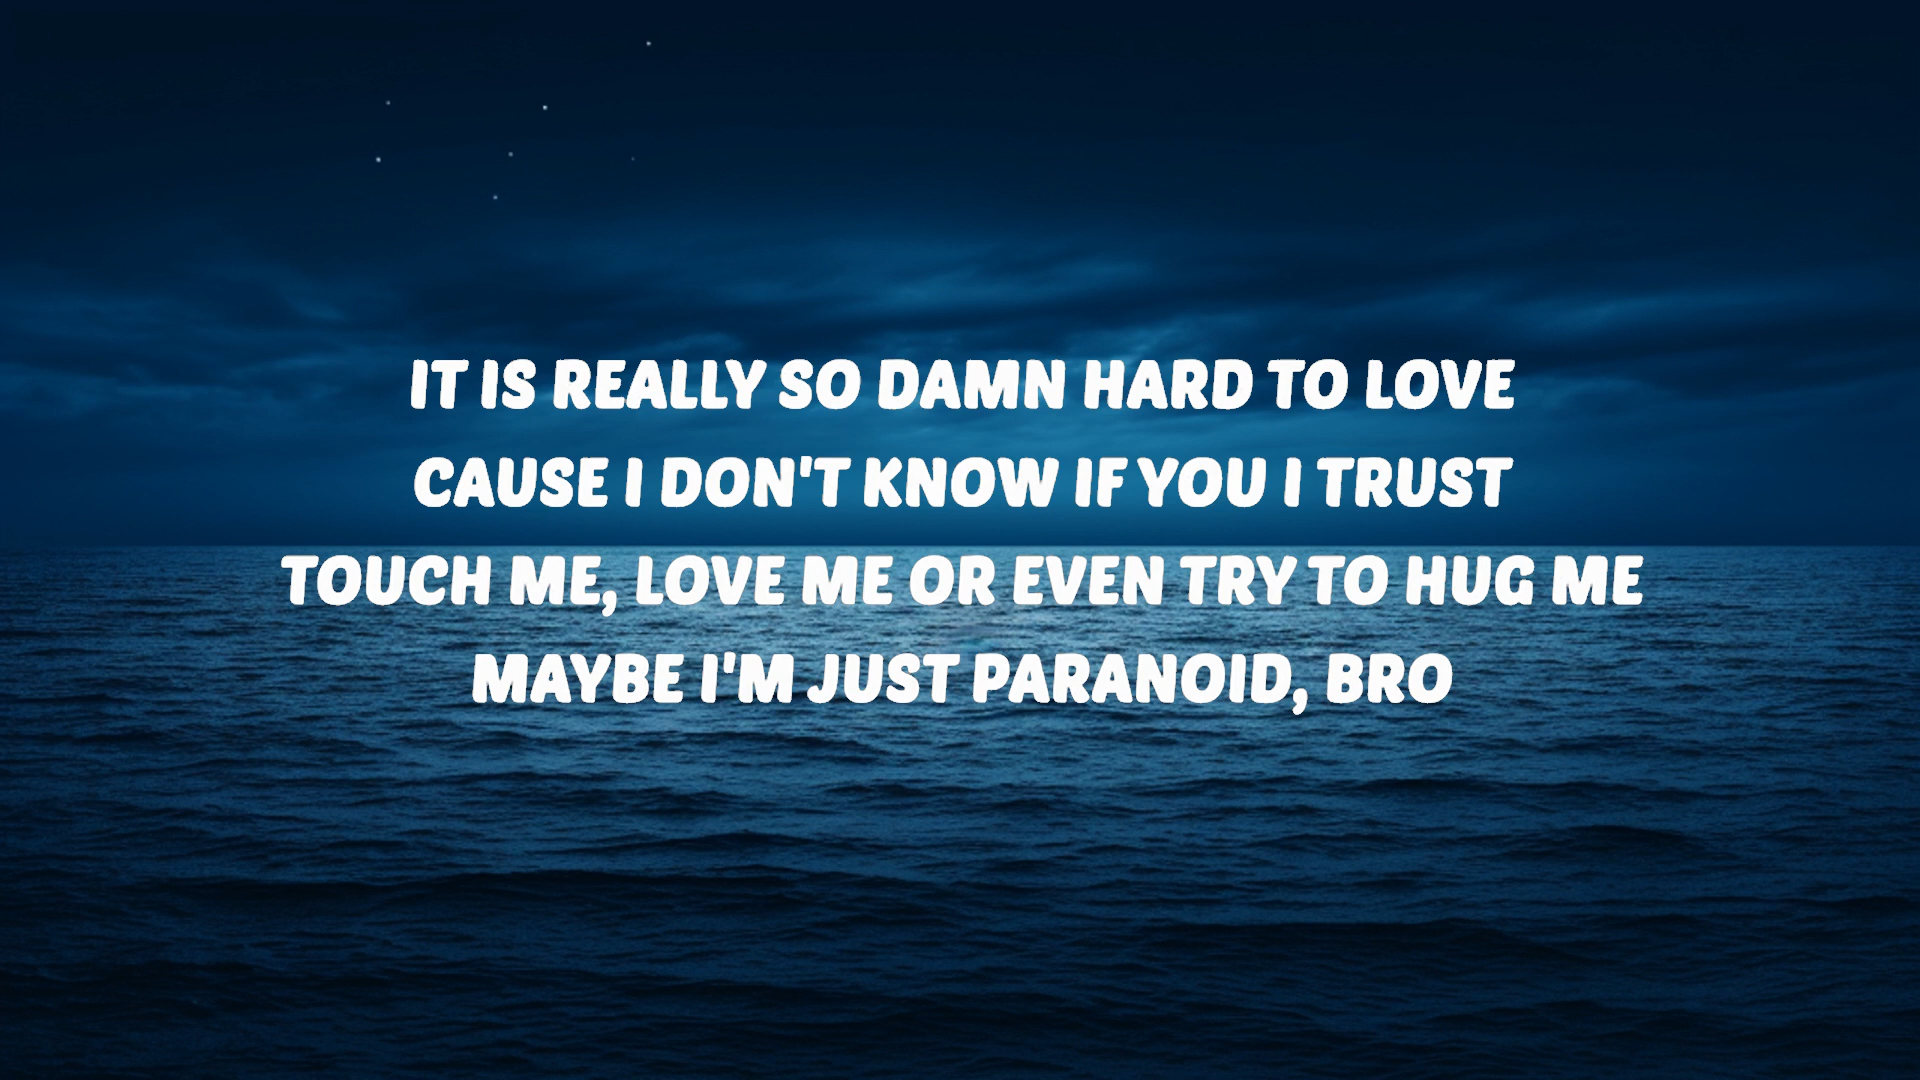 IT IS REALLY SO DAMN HARD TO LOVE
CAUSE I DON'T KNOW IF YOU I TRUST
TOUCH ME, LOVE ME OR EVEN TRY TO HUG ME
MAYBE I'M JUST PARANOID, BRO